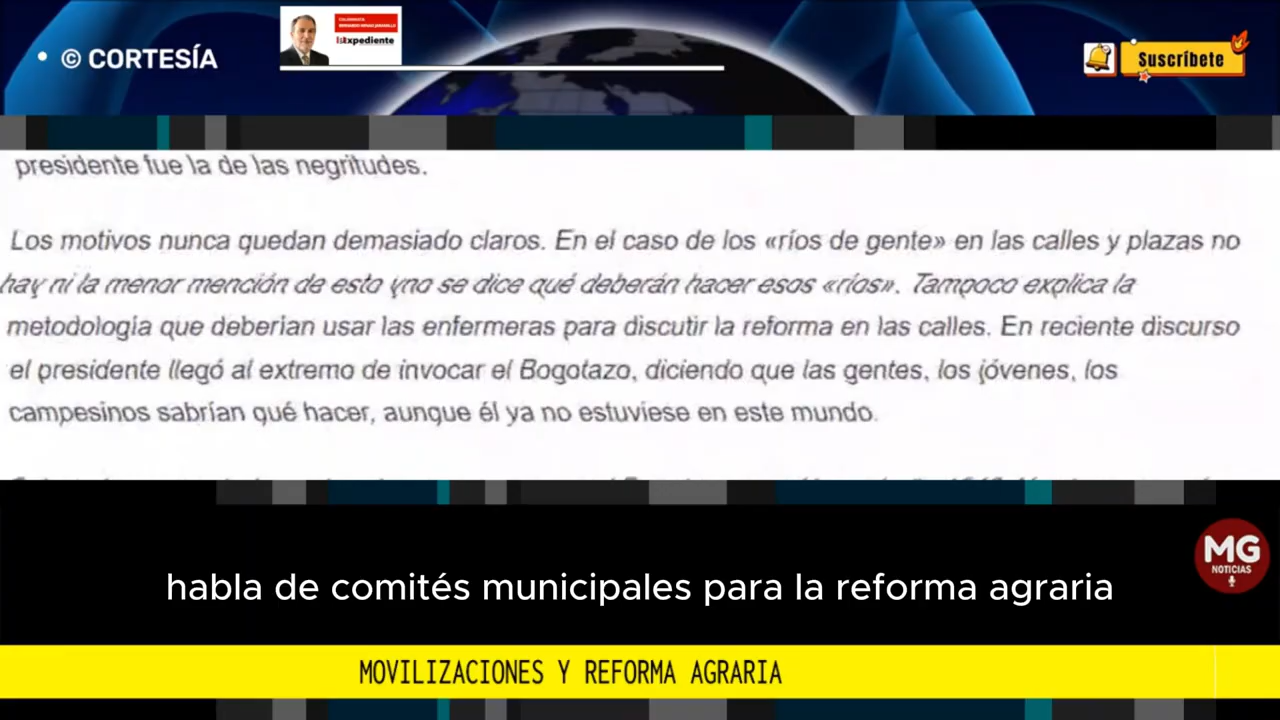 • © CORTESÍA
COLUMNISTA
BERNARDO HENAO JARAMILLO
IsExpediente
Suscríbete
presidente fue la de las negritudes.
Los motivos nunca quedan demasiado claros. En el caso de los «ríos de gente» en las calles y plazas no
hay ni la menor mención de esto y no se dice qué deberán hacer esos «ríos». Tampoco explica la
metodología que deberían usar las enfermeras para discutir la reforma en las calles. En reciente discurso
el presidente llegó al extremo de invocar el Bogotazo, diciendo que las gentes, los jóvenes, los
campesinos sabrían qué hacer, aunque él ya no estuviese en este mundo.
habla de comités municipales para la reforma agraria
MG
NOTICIAS
MOVILIZACIONES Y REFORMA AGRARIA